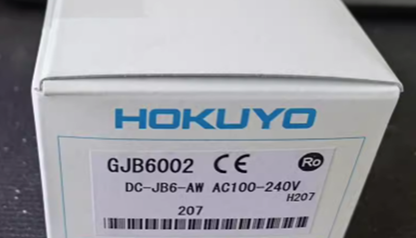 HOKUYO
GJB6002 CE Ro
DC-JB6-AW AC100-240V
H207
207